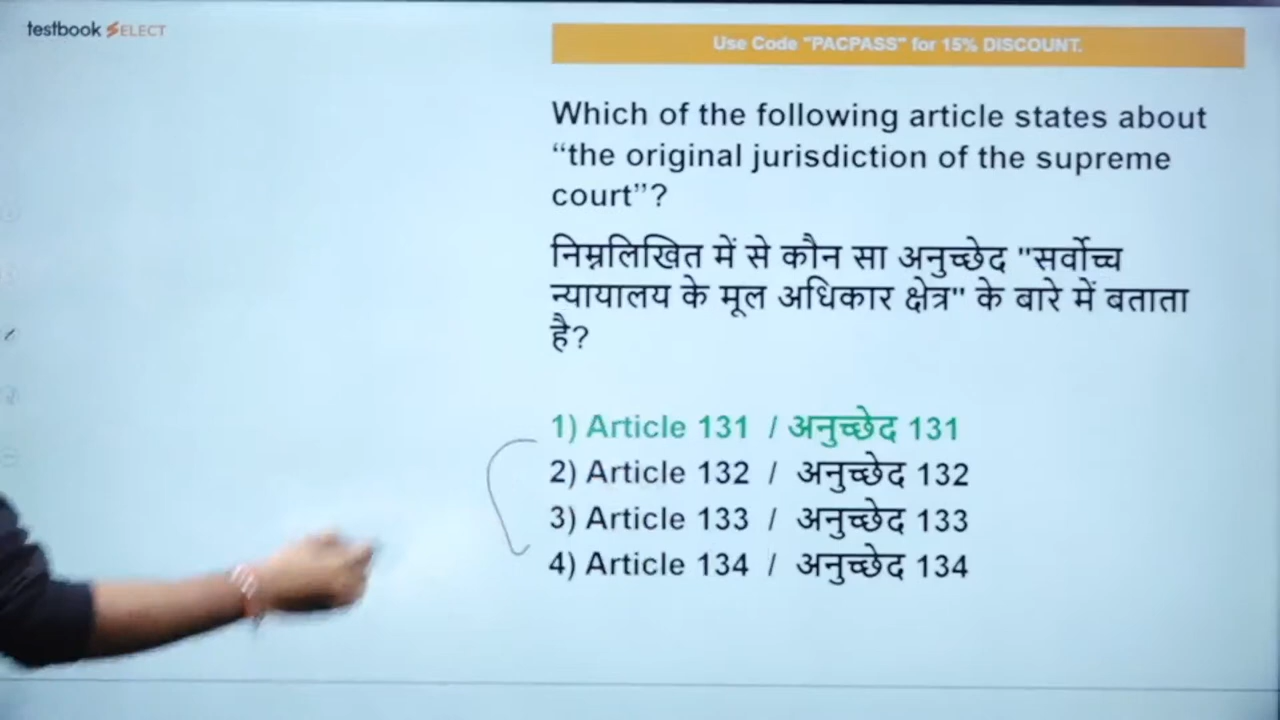 testbook SELECT
Use Code "PACPASS" for 15% DISCOUNT.
Which of the following article states about
“the original jurisdiction of the supreme
court”?
निम्नलिखित में से कौन सा अनुच्छेद "सर्वोच्च
न्यायालय के मूल अधिकार क्षेत्र" के बारे में बताता
है?
1) Article 131 / अनुच्छेद 131
2) Article 132 / अनुच्छेद 132
3) Article 133 / अनुच्छेद 133
4) Article 134 / अनुच्छेद 134